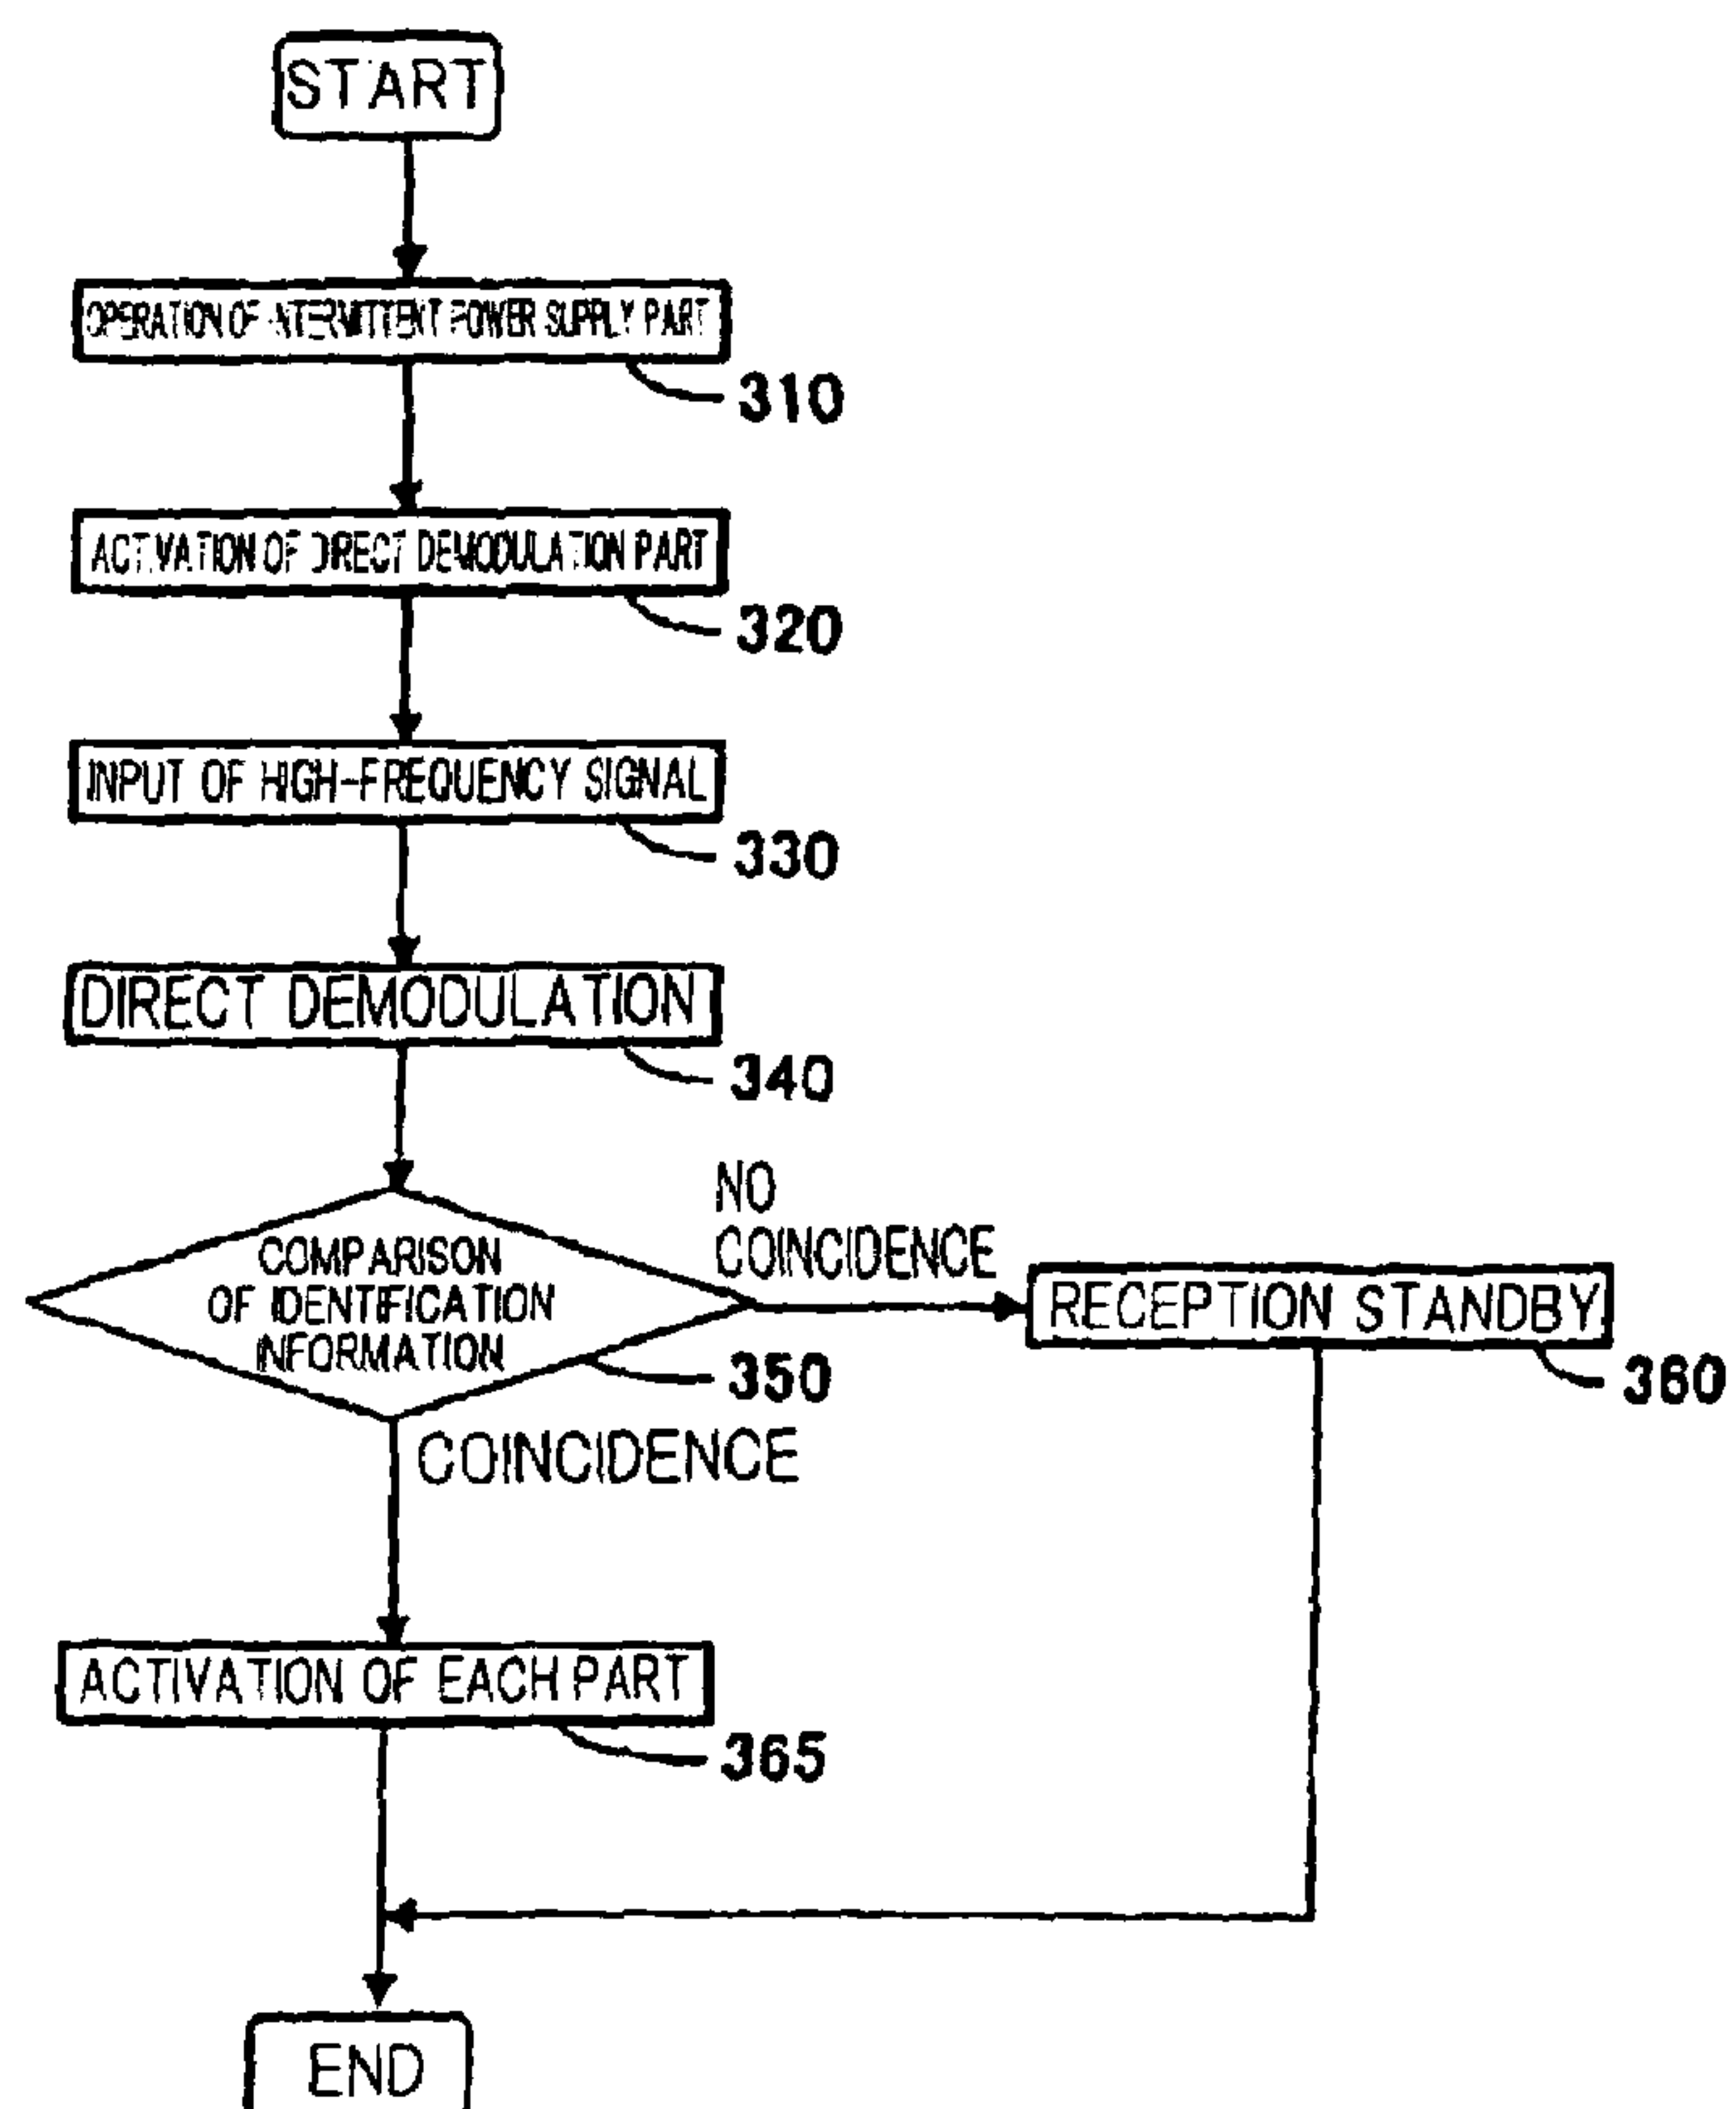 START
OPERATION OF INTERMITTENT POWER SUPPLY PART
310
ACTIVATION OF DIRECT DEMODULATION PART
320
INPUT OF HIGH-FREQUENCY SIGNAL
330
DIRECT DEMODULATION
340
NO
COINCIDENCE
COMPARISON
OF IDENTIFICATION
INFORMATION
350
RECEPTION STANDBY
360
COINCIDENCE
ACTIVATION OF EACH PART
365
END